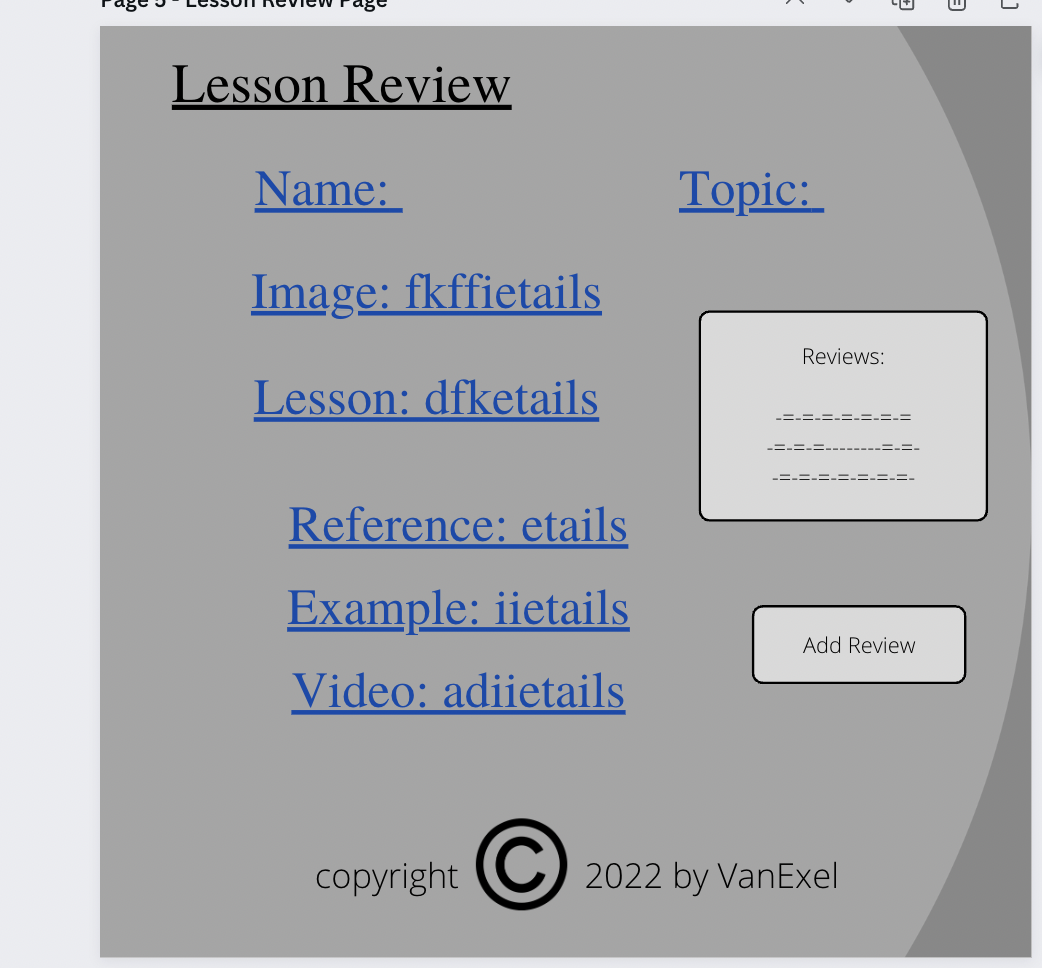 Page 5 - Lesson Review Page
Lesson Review
Name:
Topic:
Image: fkffietails
Lesson: dfketails
Reviews:
-=-=-=-=-=-=-=
-=-=-=--------=-=-
-=-=-=-=-=-=-=-
Reference: etails
Example: iietails
Add Review
Video: adiietails
copyright © 2022 by VanExel